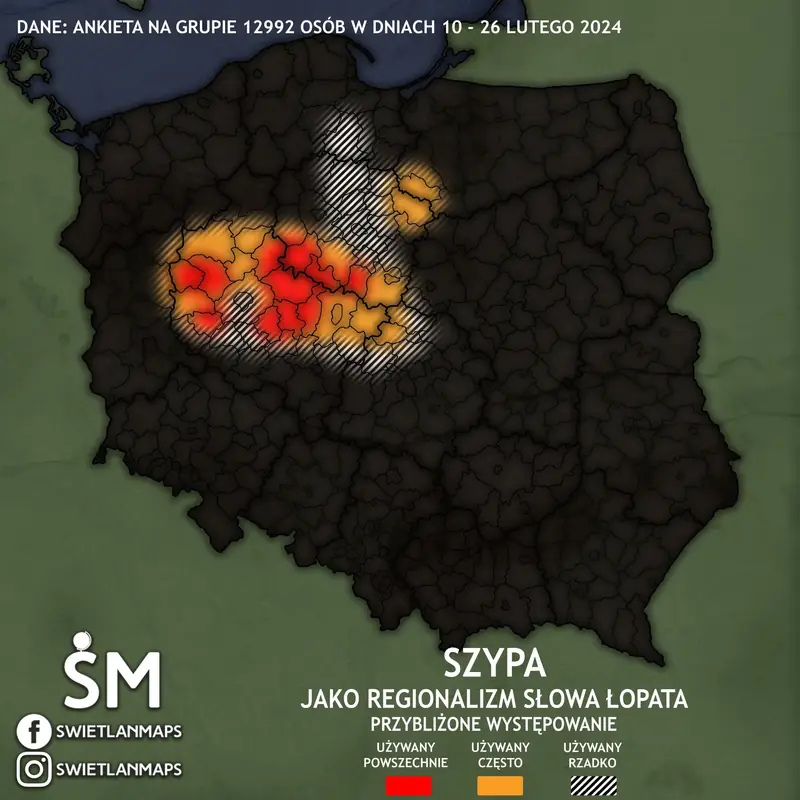 DANE: ANKIETA NA GRUPIE 12992 OSÓB W DNIACH 10 - 26 LUTEGO 2024
ŚM
SWIETLANMAPS
SWIETLANMAPS
SZYPA
JAKO REGIONALIZM SŁOWA ŁOPATA
PRZYBLIŻONE WYSTĘPOWANIE
UŻYWANY
POWSZECHNIE
UŻYWANY
CZĘSTO
UŻYWANY
RZADKO